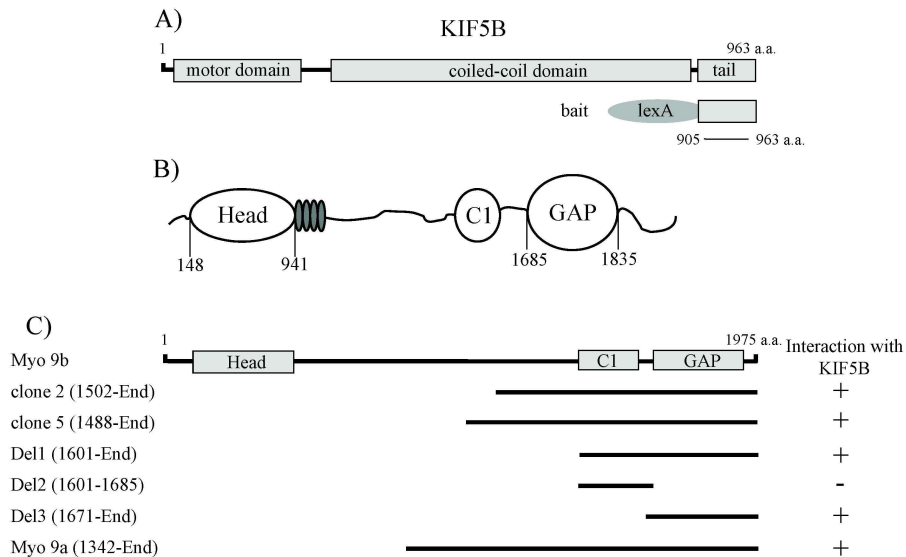 A)
KIF5B
1
963 a.a.
motor domain
coiled-coil domain
tail
bait
lexA
905
963 a.a.
B)
Head
C1
GAP
148
941
1685
1835
C)
1
1975 a.a.
Interaction with
KIF5B
Myo 9b
Head
C1
GAP
clone 2 (1502-End)
+
clone 5 (1488-End)
+
Del1 (1601-End)
+
Del2 (1601-1685)
-
Del3 (1671-End)
+
Myo 9a (1342-End)
+